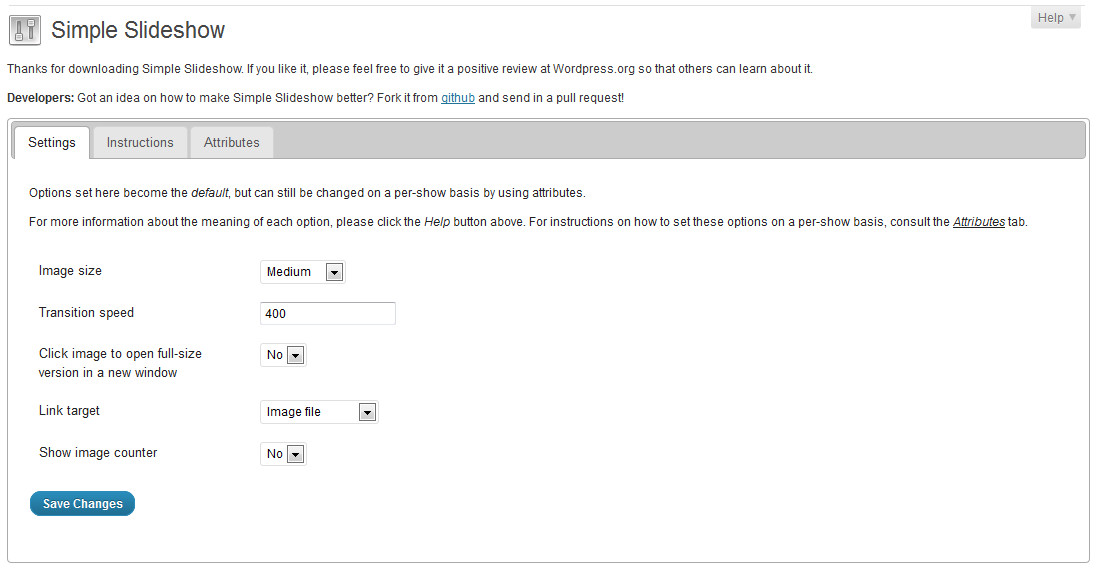 Help
Simple Slideshow
Thanks for downloading Simple Slideshow. If you like it, please feel free to give it a positive review at Wordpress.org so that others can learn about it.
Developers: Got an idea on how to make Simple Slideshow better? Fork it from github and send in a pull request!
Settings Instructions Attributes
Options set here become the default, but can still be changed on a per-show basis by using attributes.
For more information about the meaning of each option, please click the Help button above. For instructions on how to set these options on a per-show basis, consult the Attributes tab.
Image size Medium
Transition speed 400
Click image to open full-size No
version in a new window
Link target Image file
Show image counter No
Save Changes